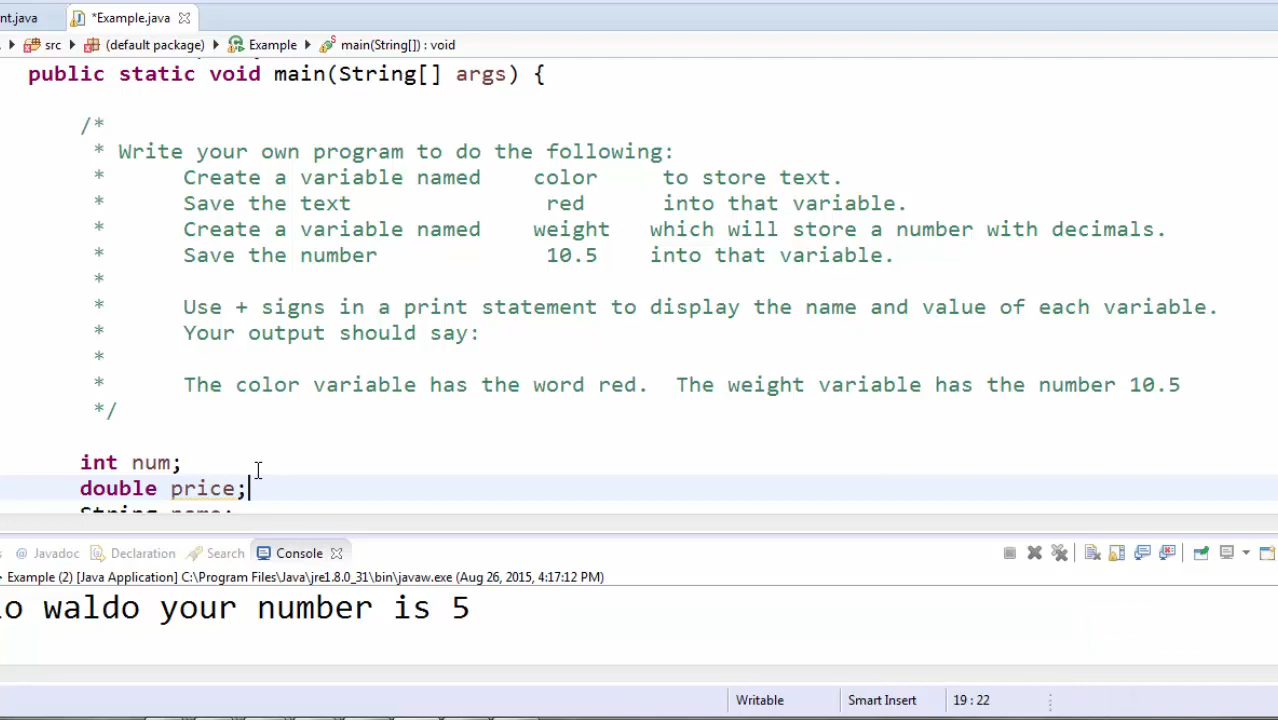 nt.java *Example.java
src (default package) Example main(String[]) : void
public static void main(String[] args) {
/*
* Write your own program to do the following:
* Create a variable named color to store text.
* Save the text red into that variable.
* Create a variable named weight which will store a number with decimals.
* Save the number 10.5 into that variable.
*
* Use + signs in a print statement to display the name and value of each variable.
* Your output should say:
*
* The color variable has the word red. The weight variable has the number 10.5
*/
int num;
double price;
String name;
@ Javadoc Declaration Search Console
Example (2) [Java Application] C:\Program Files\Java\jre1.8.0_31\bin\javaw.exe (Aug 26, 2015, 4:17:12 PM)
lo waldo your number is 5
Writable Smart Insert 19 : 22